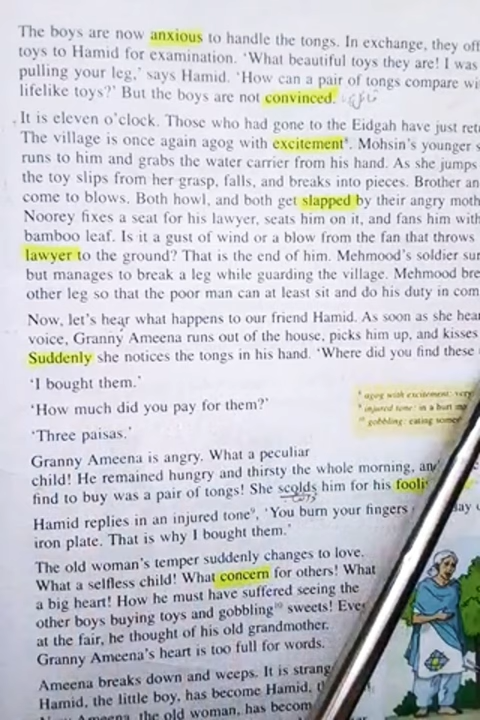 The boys are now anxious to handle the tongs. In exchange, they
toys to Hamid for examination. 'What beautiful toys they are! I was
pulling your leg,' says Hamid. 'How can a pair of tongs compare
lifelike toys?' But the boys are not convinced.
It is eleven o'clock. Those who had gone to the Eidgah have just
The village is once again agog with excitement⁸. Mohsin's younger
runs to him and grabs the water carrier from his hand. As she jumps
the toy slips from her grasp, falls, and breaks into pieces. Brother
come to blows. Both howl, and both get slapped by their angry
Noorey fixes a seat for his lawyer, seats him on it, and fans him
bamboo leaf. Is it a gust of wind or a blow from the fan that throws
lawyer to the ground? That is the end of him. Mehmood's soldier
but manages to break a leg while guarding the village. Mehmood
other leg so that the poor man can at least sit and do his duty in
Now, let's hear what happens to our friend Hamid. As soon as she
voice, Granny Ameena runs out of the house, picks him up, and kisses
Suddenly she notices the tongs in his hand. 'Where did you find these
'I bought them.'
'How much did you pay for them?'
'Three paisas.'
⁸ agog with excitement: very
⁹ injured tone: in a hurt
¹⁰ gobbling: eating
Granny Ameena is angry. What a peculiar
child! He remained hungry and thirsty the whole morning,
find to buy was a pair of tongs! She scolds him for his
Hamid replies in an injured tone⁹, 'You burn your fingers
iron plate. That is why I bought them.'
The old woman's temper suddenly changes to love.
What a selfless child! What concern for others! What
a big heart! How he must have suffered seeing the
other boys buying toys and gobbling¹⁰ sweets!
at the fair, he thought of his old grandmother.
Granny Ameena's heart is too full for words.
Ameena breaks down and weeps. It is
Hamid, the little boy, has become Hamid,
Ameena, the old woman, has